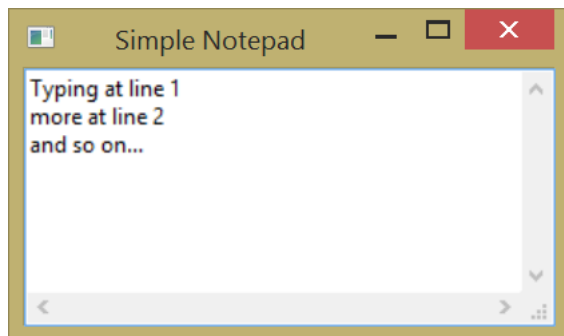 Simple Notepad
Typing at line 1
more at line 2
and so on...